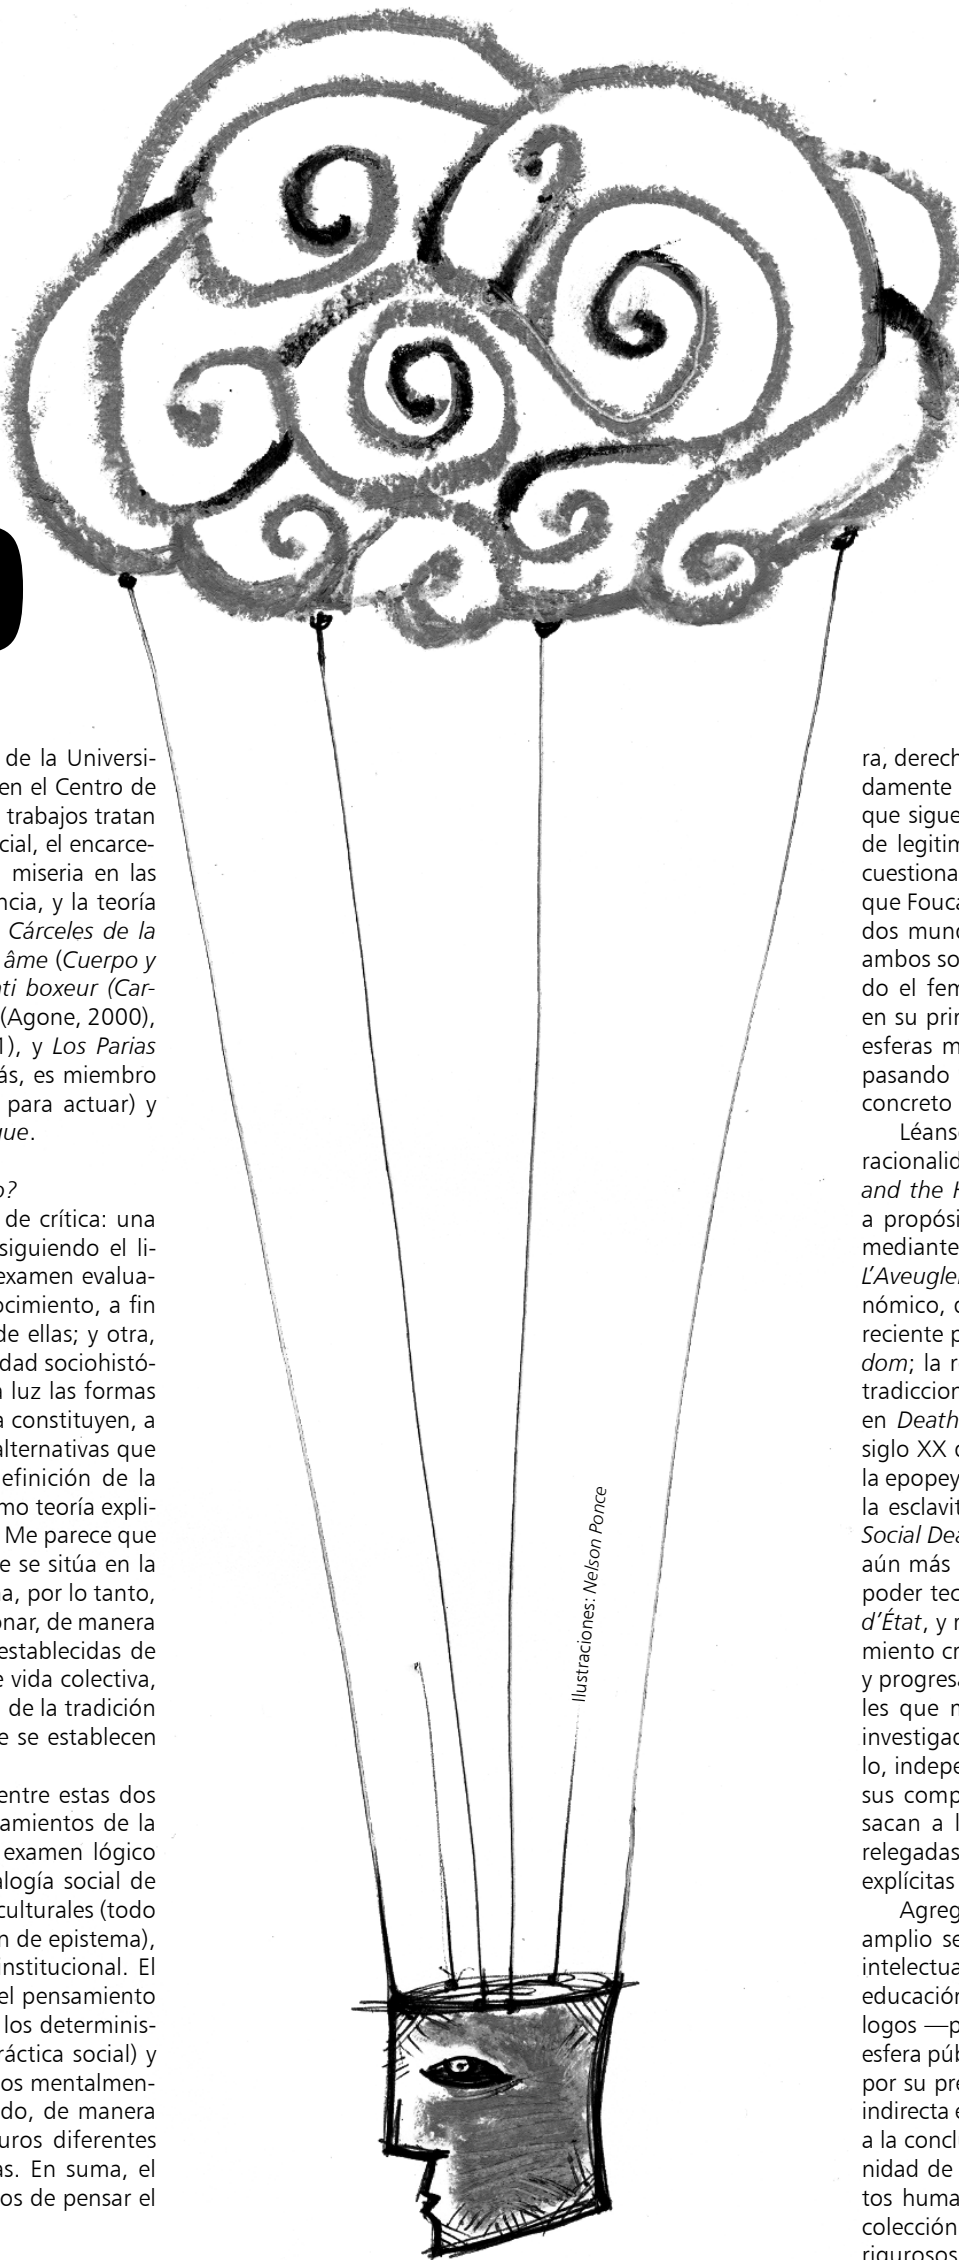 de la Universi-
en el Centro de
trabajos tratan
cial, el encarce-
miseria en las
ncia, y la teoría
Cárceles de la
âme (Cuerpo y
ti boxeur (Car-
(Agone, 2000),
1), y Los Parias
ás, es miembro
para actuar) y
que.
o?
de crítica: una
siguiendo el li-
examen evalua-
ocimiento, a fin
de ellas; y otra,
dad sociohistó-
a luz las formas
a constituyen, a
alternativas que
efinición de la
mo teoría expli-
Me parece que
e se sitúa en la
na, por lo tanto,
onar, de manera
establecidas de
e vida colectiva,
de la tradición
e se establecen
entre estas dos
amientos de la
examen lógico
alogía social de
culturales (todo
n de epistema),
institucional. El
el pensamiento
los determinis-
ráctica social) y
os mentalmen-
do, de manera
uros diferentes
as. En suma, el
os de pensar el
Ilustraciones: Nelson Ponce
ra, derech
damente
que sigue
de legitim
cuestiona
que Fouca
dos mund
ambos so
do el fem
en su prin
esferas m
pasando
concreto
Léans
racionalid
and the H
a propósi
mediante
L’Aveugle
nómico, c
reciente p
dom; la r
tradiccion
en Death
siglo XX c
la epopey
la esclavit
Social Dea
aún más
poder tec
d’État, y r
miento cr
y progresa
les que m
investigac
lo, indepe
sus comp
sacan a l
relegadas
explícitas
Agreg
amplio se
intelectua
educación
logos —p
esfera púb
por su pre
indirecta e
a la concl
nidad de
tos huma
colección
rigurosos